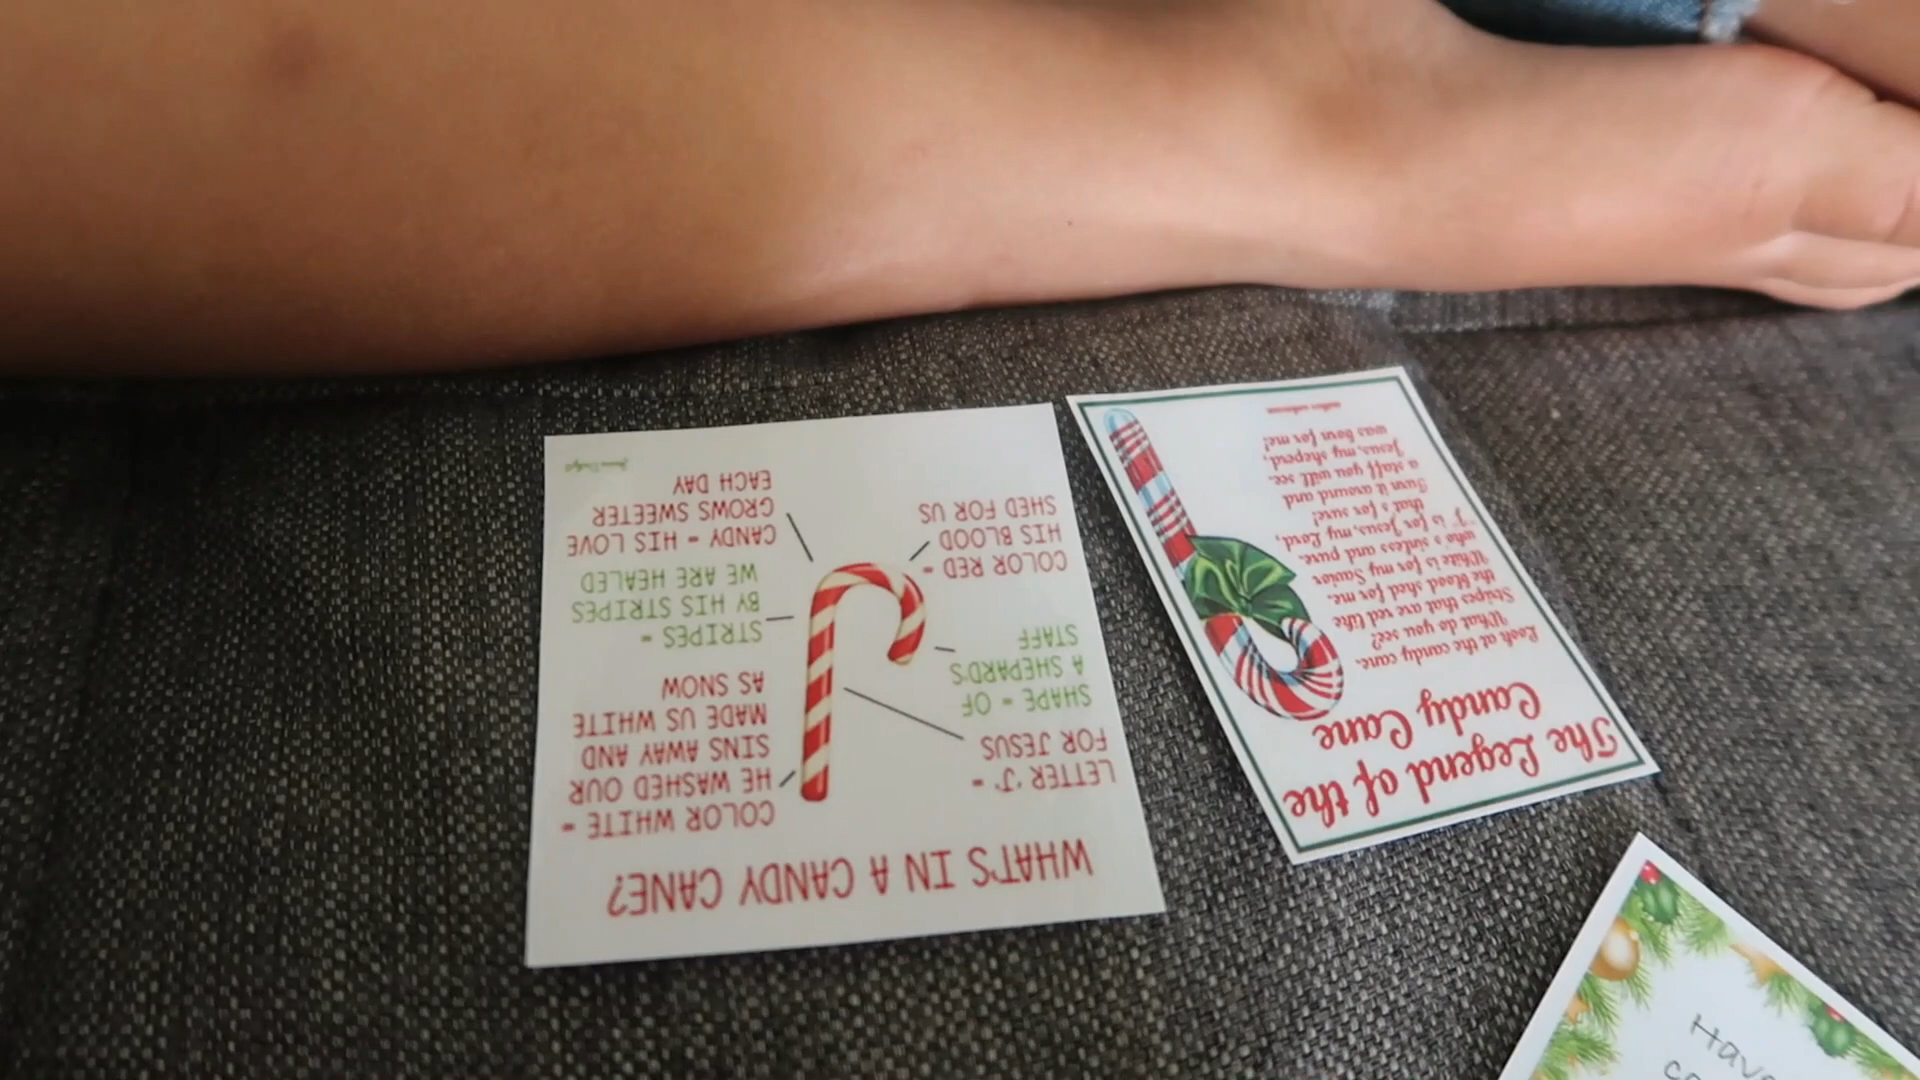 WHAT'S IN A CANDY CANE?
LETTER "J" =
FOR JESUS
SHAPE = OF
A SHEPARD'S
STAFF
COLOR RED =
HIS BLOOD
SHED FOR US
COLOR WHITE =
HE WASHED OUR
SINS AWAY AND
MADE US WHITE
AS SNOW
STRIPES =
BY HIS STRIPES
WE ARE HEALED
CANDY = HIS LOVE
GROWS SWEETER
EACH DAY
The Legend of the
Candy Cane
Look at the candy cane.
What do you see?
Stripes that are red like
the blood shed for me.
White is for my Savior
who's sinless and pure.
"J" is for Jesus, my Lord,
that's for sure!
Turn it around and
a staff you will see.
Jesus, my sheperd,
was born for me!
author unknown
Have